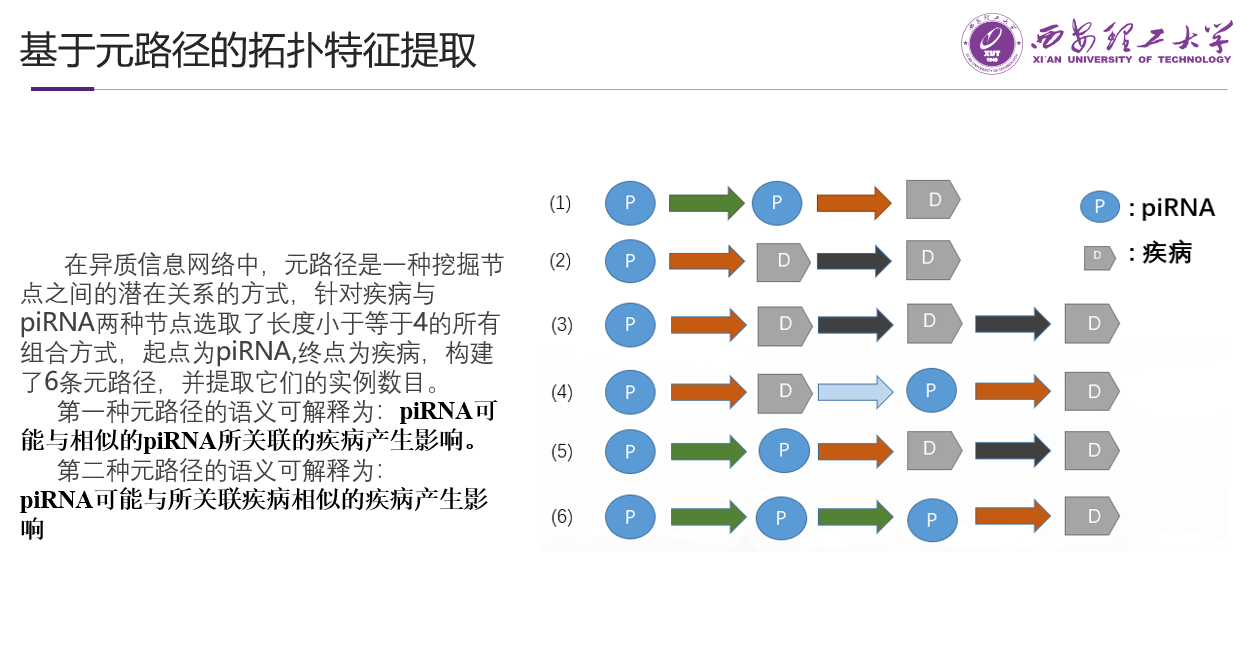 基于元路径的拓扑特征提取
西安理工大学
XI'AN UNIVERSITY OF TECHNOLOGY
XUT
1949
在异质信息网络中，元路径是一种挖掘节
点之间的潜在关系的方式，针对疾病与
piRNA两种节点选取了长度小于等于4的所有
组合方式，起点为piRNA,终点为疾病，构建
了6条元路径，并提取它们的实例数目。
第一种元路径的语义可解释为：piRNA可
能与相似的piRNA所关联的疾病产生影响。
第二种元路径的语义可解释为：
piRNA可能与所关联疾病相似的疾病产生影
响
(1) P P D
(2) P D D
(3) P D D D
(4) P D P D
(5) P P D D
(6) P P P D
P : piRNA
D : 疾病